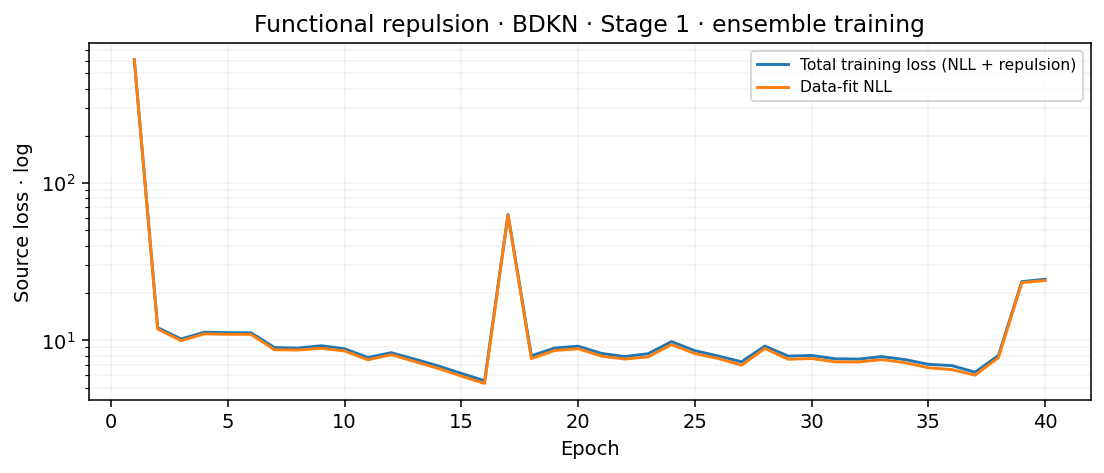 Functional repulsion · BDKN · Stage 1 · ensemble training
Total training loss (NLL + repulsion)
Data-fit NLL
Source loss · log
10²
10¹
0 5 10 15 20 25 30 35 40
Epoch